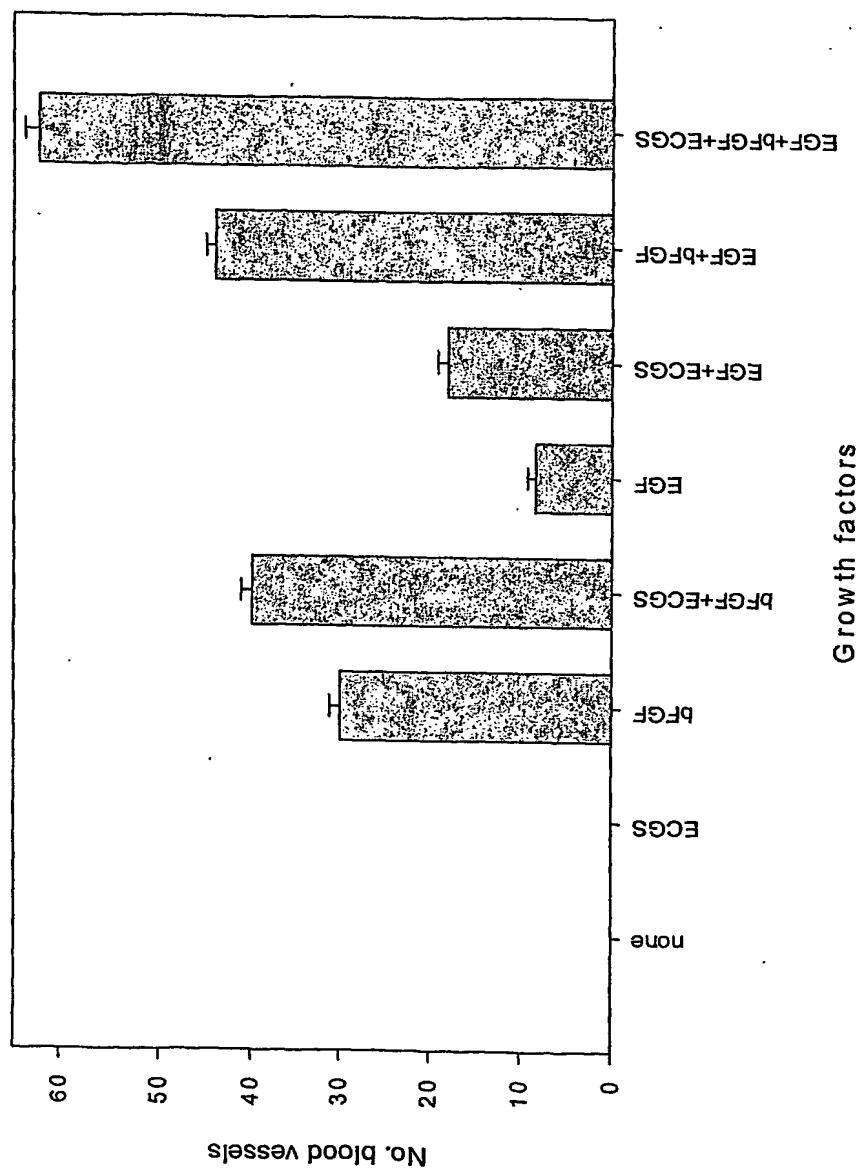 No. blood vessels
60
50
40
30
20
10
0
none
ECGS
bFGF
bFGF+ECGS
EGF
EGF+ECGS
EGF+bFGF
EGF+bFGF+ECGS
Growth factors